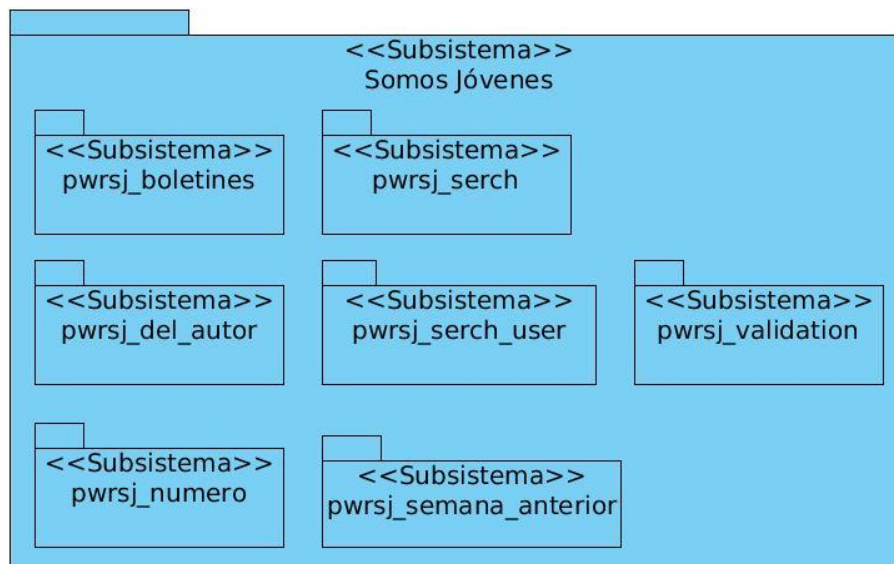 <<Subsistema>>
Somos Jóvenes
<<Subsistema>>
pwrsj_boletines
<<Subsistema>>
pwrsj_serch
<<Subsistema>>
pwrsj_del_autor
<<Subsistema>>
pwrsj_serch_user
<<Subsistema>>
pwrsj_validation
<<Subsistema>>
pwrsj_numero
<<Subsistema>>
pwrsj_semana_anterior